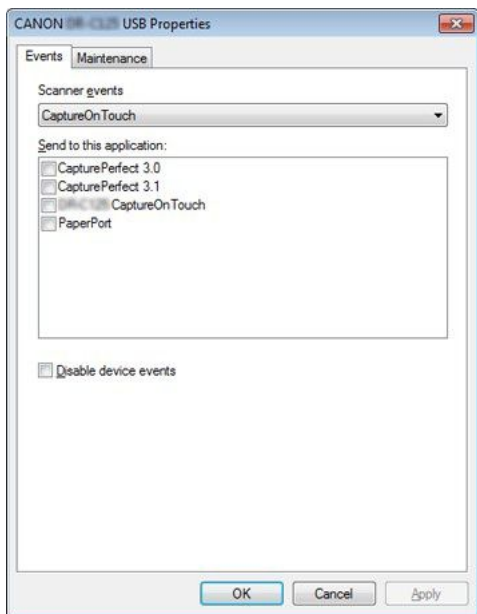 CANON USB Properties
Events Maintenance
Scanner events
CaptureOnTouch
Send to this application:
CapturePerfect 3.0
CapturePerfect 3.1
CaptureOnTouch
PaperPort
Disable device events
OK Cancel Apply